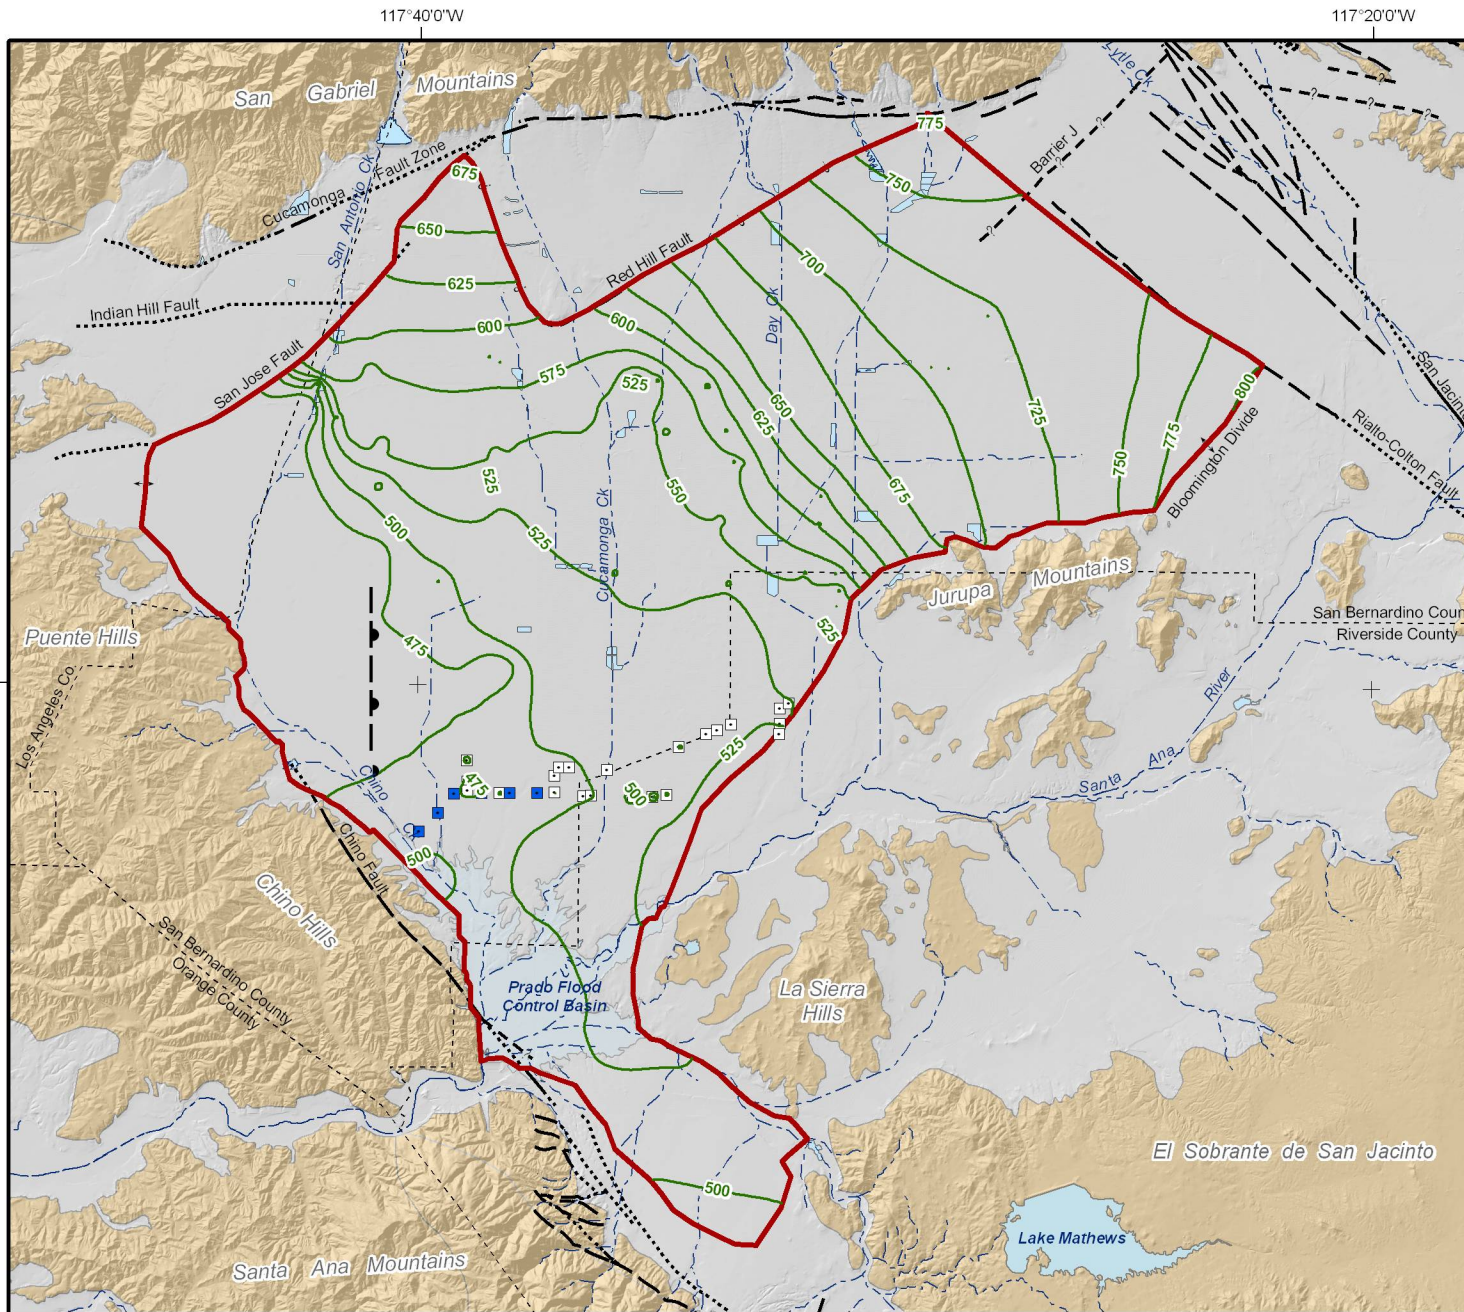 117°40'0"W
117°20'0"W
San Gabriel Mountains
Lytle Ck
775
Barrier J
?
?
?
?
?
?
?
?
Cucamonga Fault Zone
675
750
San Antonio Ck
650
Red Hill Fault
700
625
Indian Hill Fault
600
600
Day Ck
San Jose Fault
575
525
650
625
725
800
775
750
Bloomington Divide
San Jacinto
Rialto-Colton Fault
525
550
675
500
525
Cucamonga Ck
Jurupa Mountains
San Bernardino Coun
Riverside County
Puente Hills
475
525
Los Angeles Co.
River
Santa Ana
525
475
500
Chino
Ck
500
Chino Fault
Chino Hills
San Bernardino County
Orange County
Prado Flood
Control Basin
La Sierra
Hills
El Sobrante de San Jacinto
500
Lake Mathews
Santa Ana Mountains